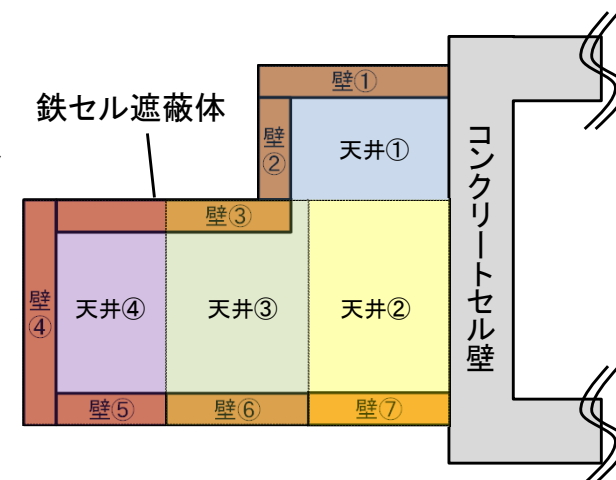 壁①
鉄セル遮蔽体
壁②
天井①
コンクリートセル壁
壁③
壁④
天井④
天井③
天井②
壁⑤
壁⑥
壁⑦